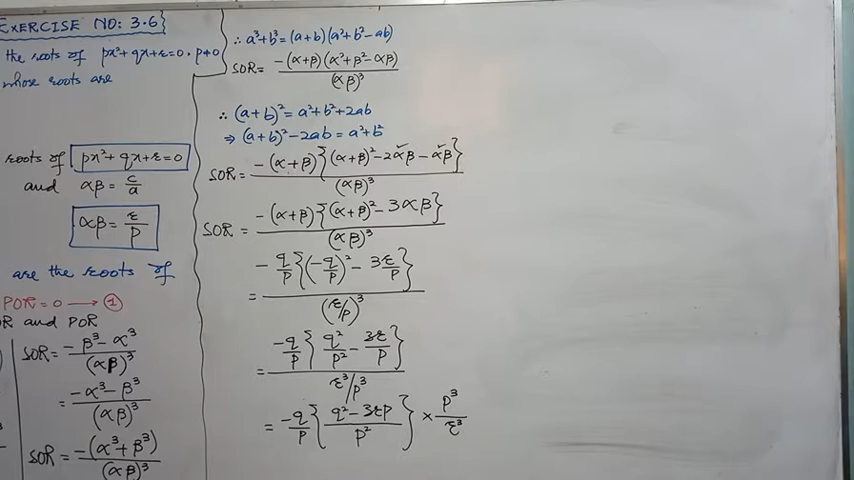 EXERCISE NO: 3.6}
the roots of px²+qx+r=0, p≠0
whose roots are
roots of px²+qx+r=0
and αβ = c/a
αβ = r/p
are the roots of
POR=0 → ①
OR and POR
SOR = (-β³-α³)/(αβ)³
= (-α³-β³)/(αβ)³
SOR = -(α³+β³)/(αβ)³
∴ a³+b³=(a+b)(a²+b²-ab)
SOR = -(α+β)(α²+β²-αβ)/(αβ)³
∴ (a+b)² = a²+b²+2ab
⇒ (a+b)²-2ab = a²+b²
SOR = -(α+β){(α+β)²-2αβ-αβ}/(αβ)³
SOR = -(α+β){(α+β)²-3αβ}/(αβ)³
= -q/p{(-q/p)²-3r/p}/(r/p)³
= -q/p{q²/p²-3r/p}/r³/p³
= -q/p{(q²-3rp)/p²} × p³/r³